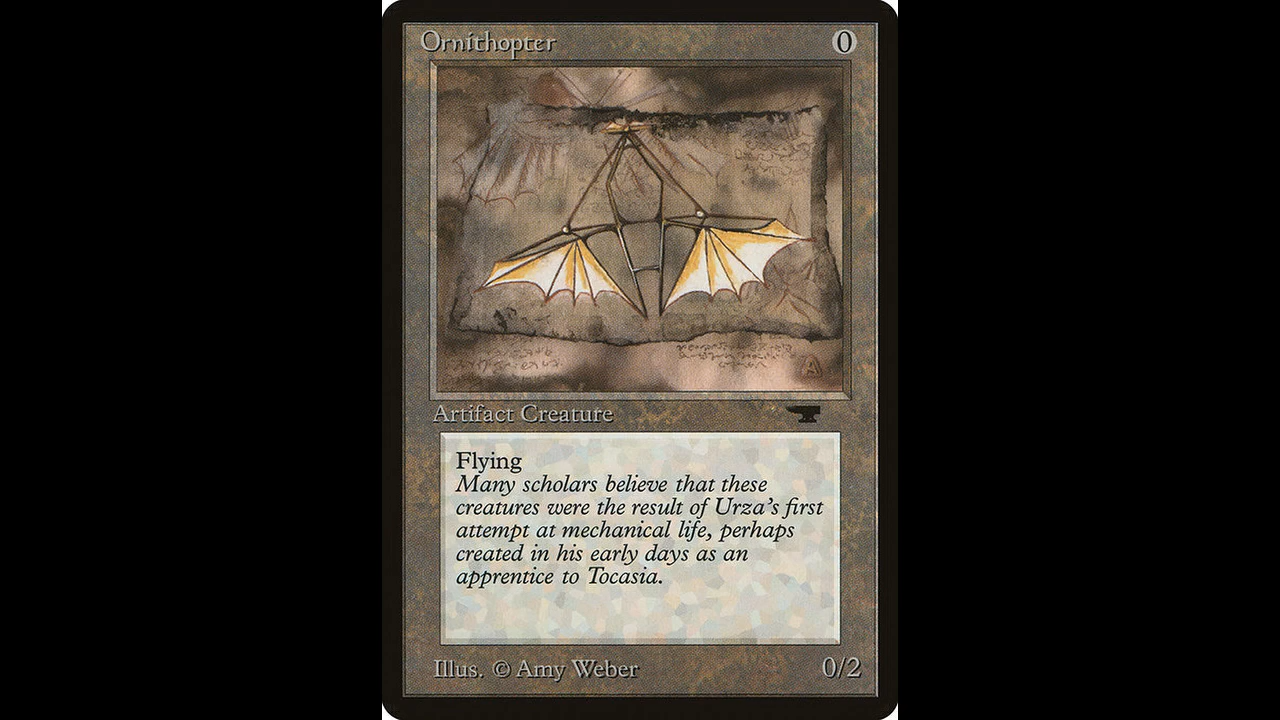 Ornithopter 0
Artifact Creature
Flying
Many scholars believe that these
creatures were the result of Urza's first
attempt at mechanical life, perhaps
created in his early days as an
apprentice to Tocasia.
Illus. © Amy Weber 0/2